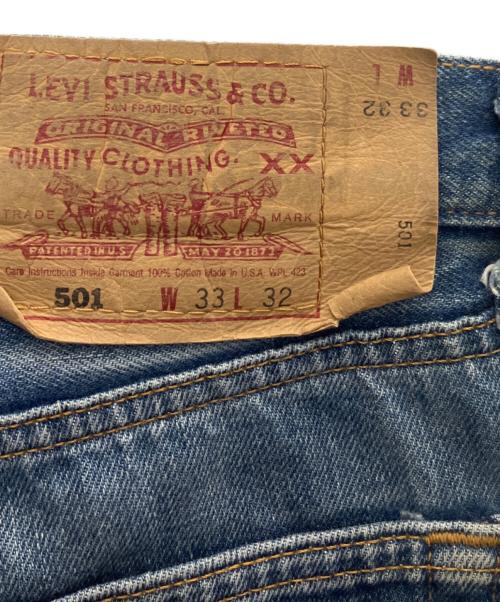 LEVI STRAUSS & CO.
SAN FRANCISCO, CAL.
ORIGINAL RIVETED
QUALITY CLOTHING. XX
TRADE MARK
PATENTED IN U.S. MAY 20 1873
Care Instructions Inside Garment 100% Cotton Made in U.S.A. WPL 423
501 W 33 L 32
W L
33 32
501